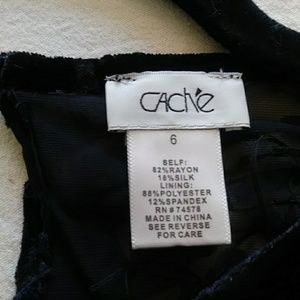 CACHÉ
6
SELF:
82%RAYON
18%SILK
LINING:
88%POLYESTER
12%SPANDEX
RN#74578
MADE IN CHINA
SEE REVERSE
FOR CARE